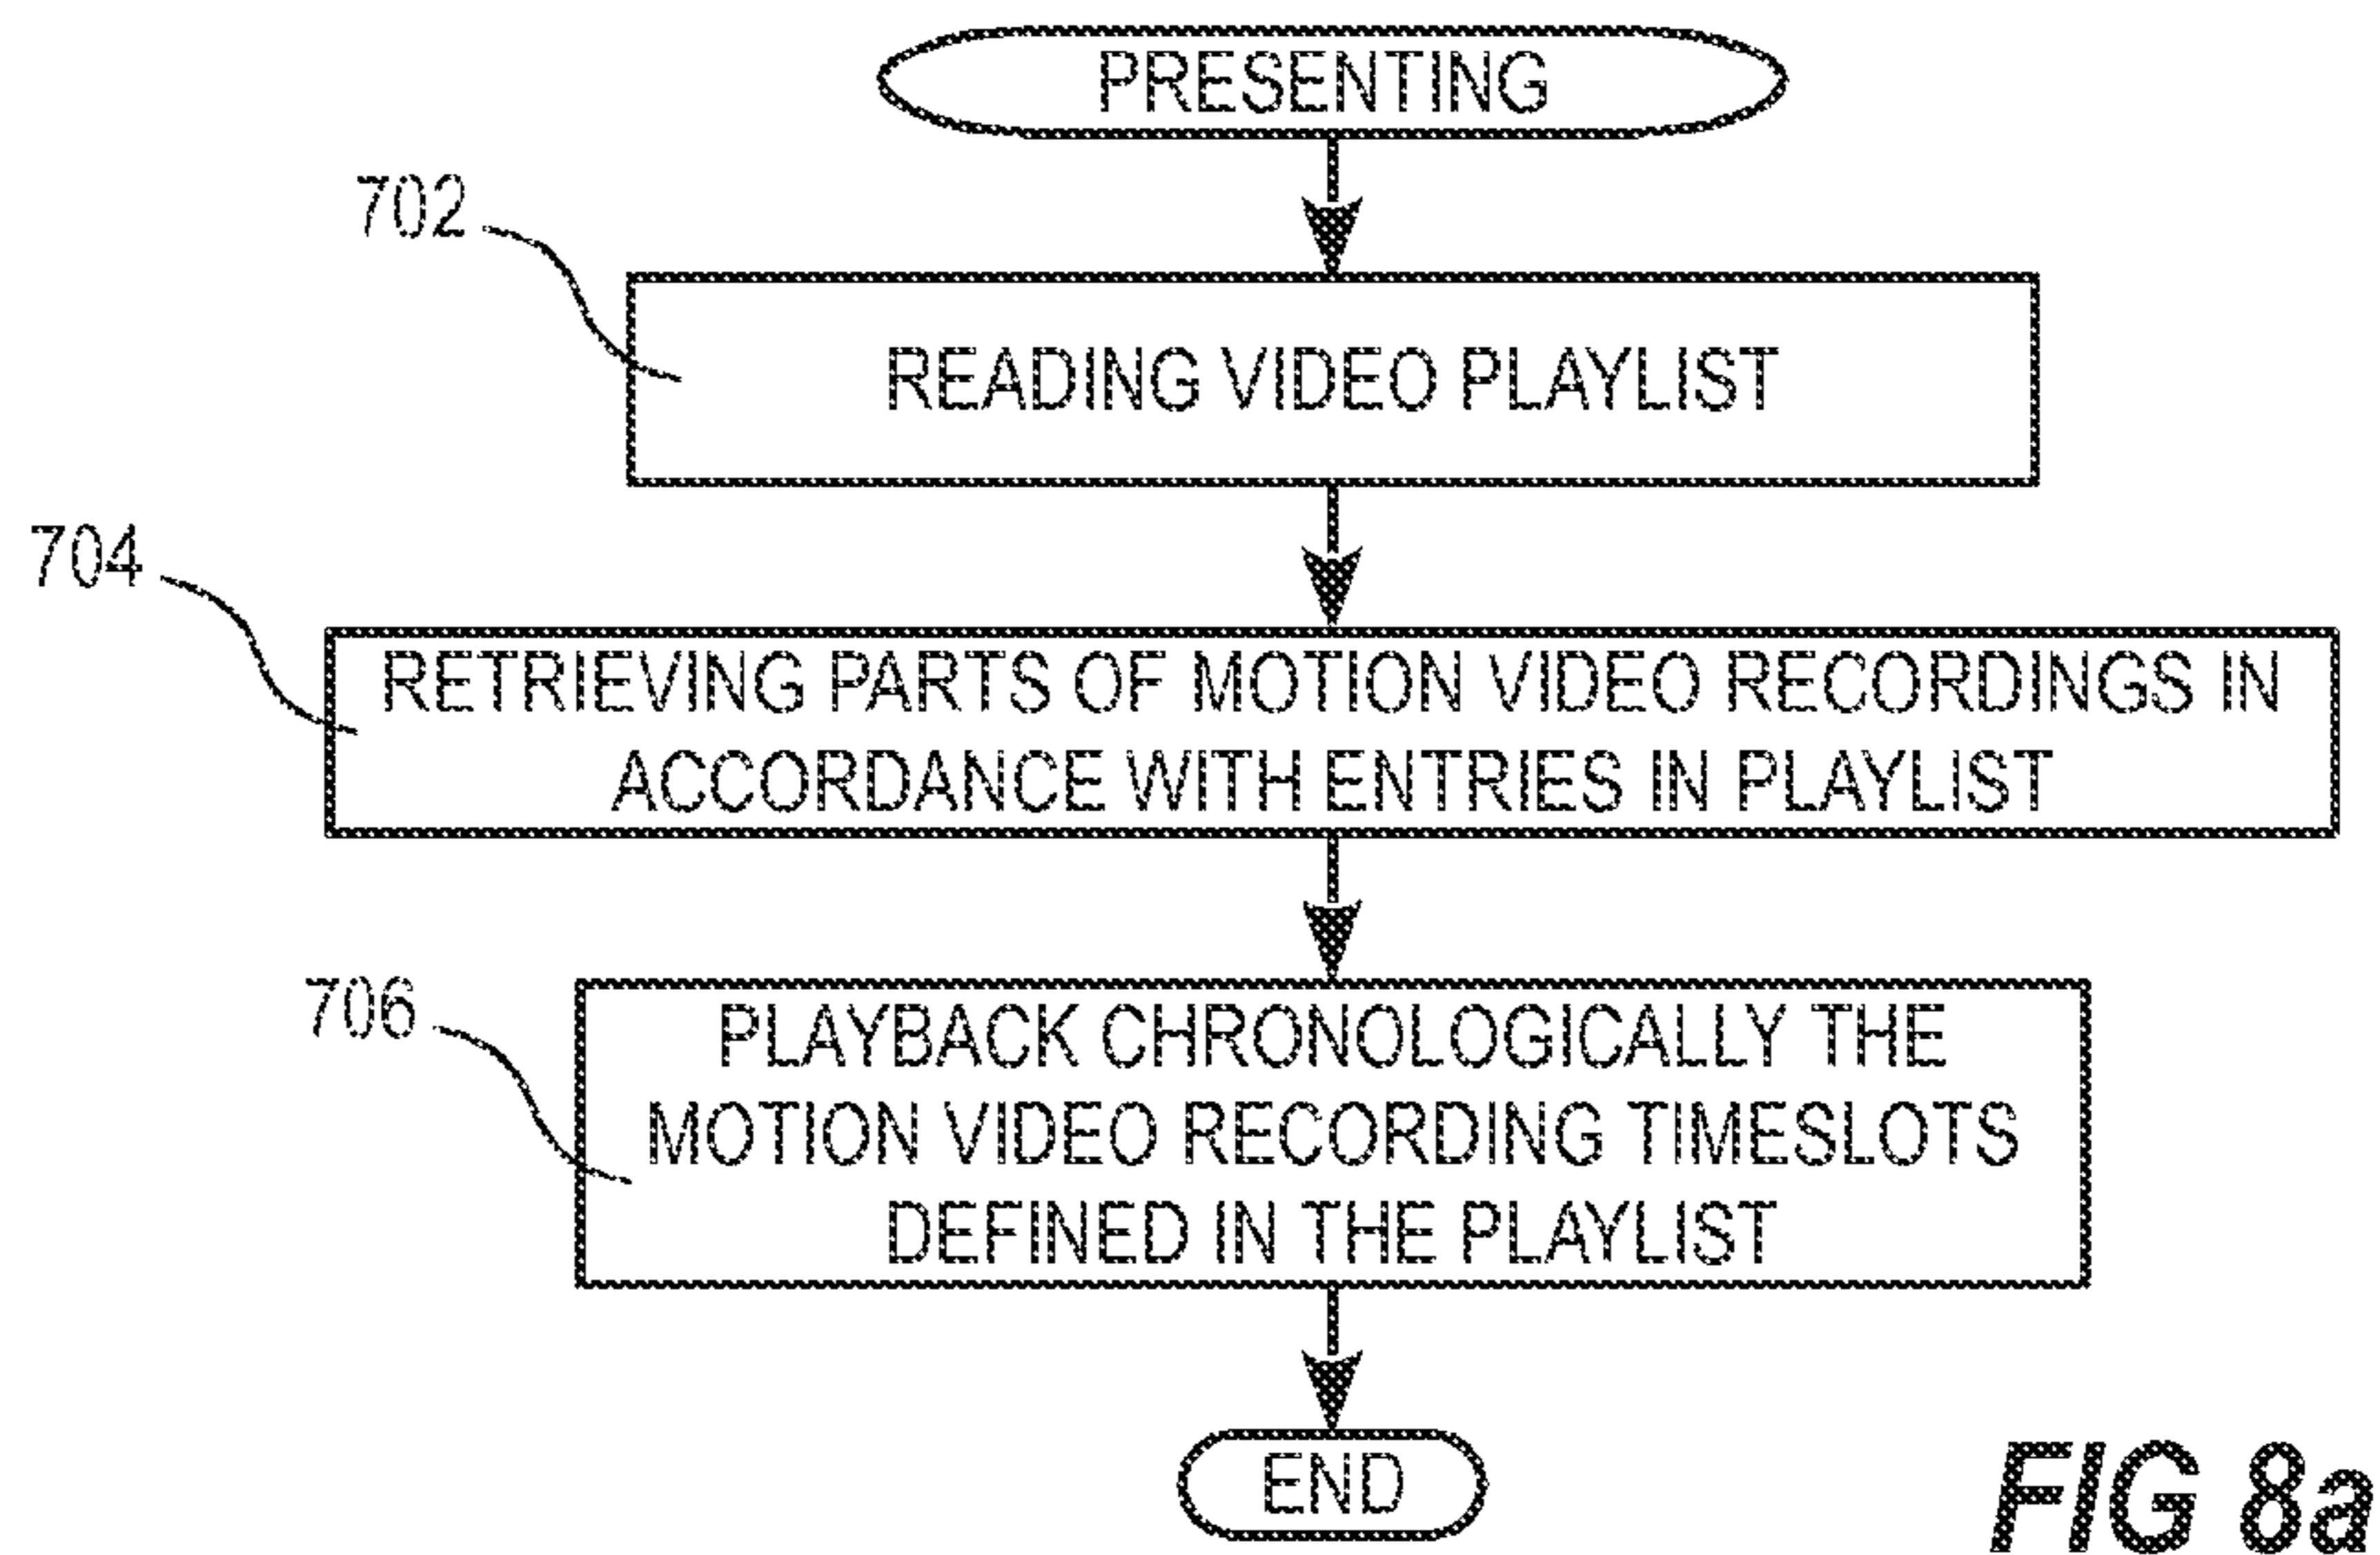 PRESENTING
702
READING VIDEO PLAYLIST
704
RETRIEVING PARTS OF MOTION VIDEO RECORDINGS IN
ACCORDANCE WITH ENTRIES IN PLAYLIST
706
PLAYBACK CHRONOLOGICALLY THE
MOTION VIDEO RECORDING TIMESLOTS
DEFINED IN THE PLAYLIST
END
FIG 8a